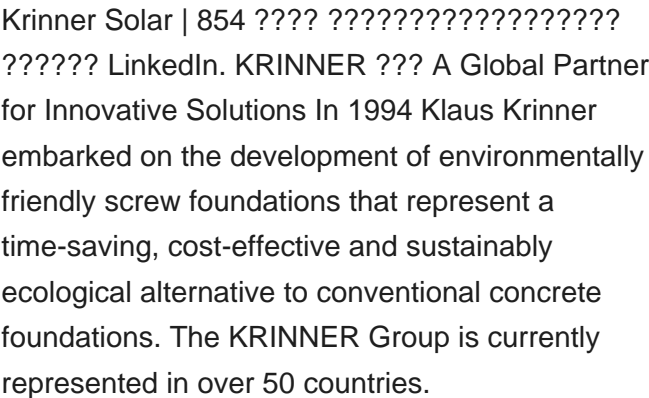 Krinner Solar | 854 ???? ??????????????????
?????? LinkedIn. KRINNER ??? A Global Partner
for Innovative Solutions In 1994 Klaus Krinner
embarked on the development of environmentally
friendly screw foundations that represent a
time-saving, cost-effective and sustainably
ecological alternative to conventional concrete
foundations. The KRINNER Group is currently
represented in over 50 countries.